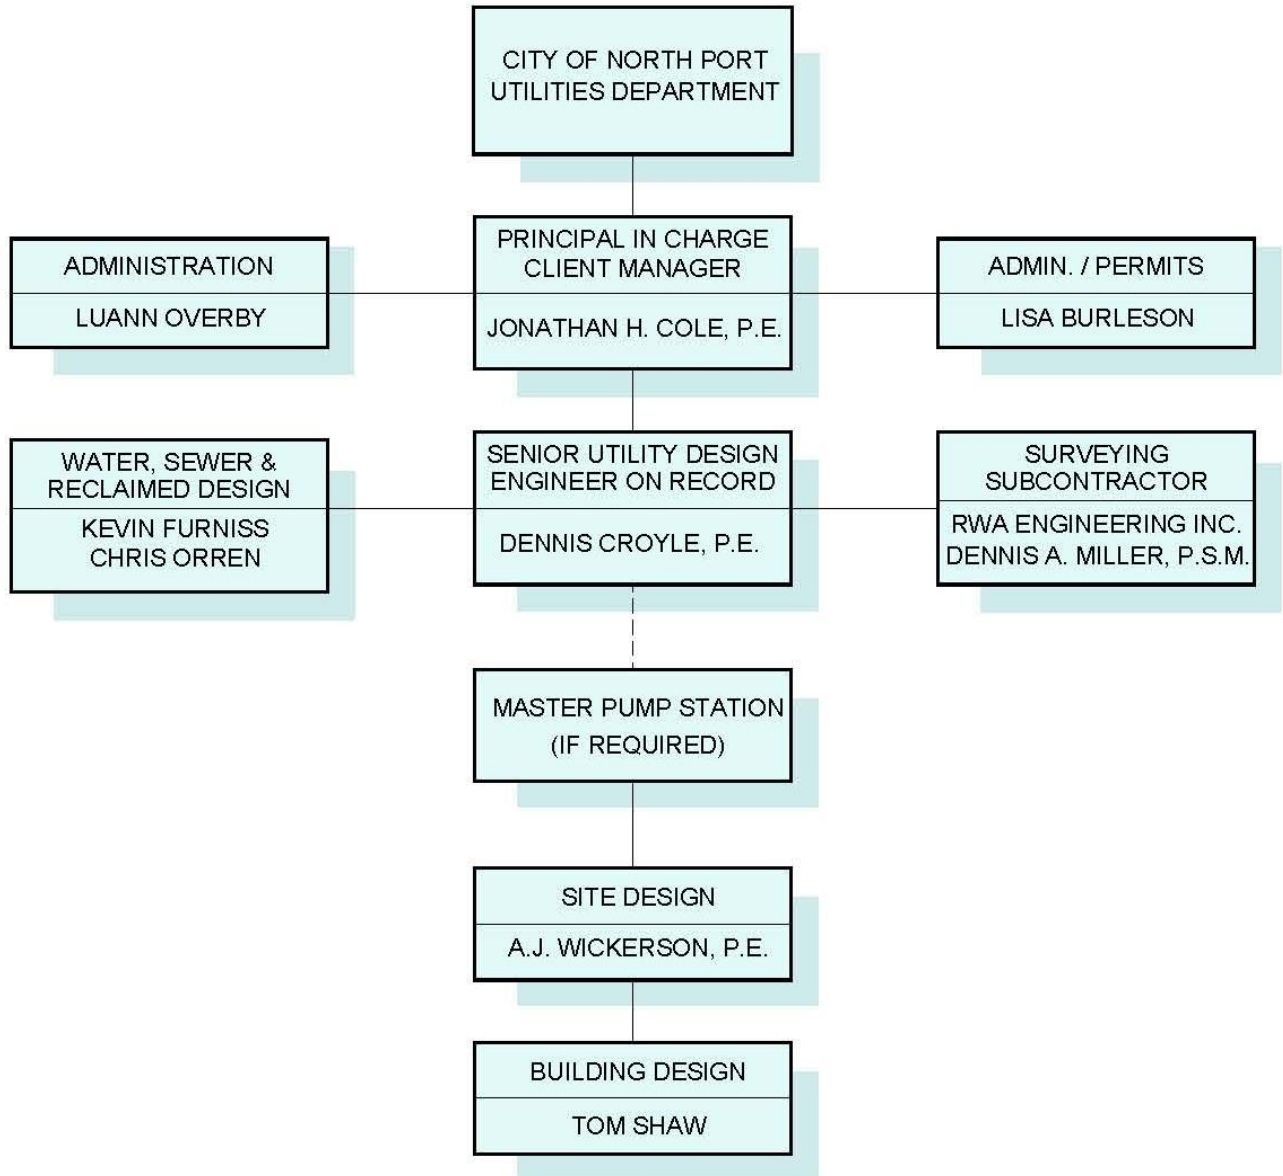 CITY OF NORTH PORT
UTILITIES DEPARTMENT
PRINCIPAL IN CHARGE
CLIENT MANAGER
JONATHAN H. COLE, P.E.
ADMINISTRATION
LUANN OVERBY
ADMIN. / PERMITS
LISA BURLESON
WATER, SEWER &
RECLAIMED DESIGN
KEVIN FURNISS
CHRIS ORREN
SENIOR UTILITY DESIGN
ENGINEER ON RECORD
DENNIS CROYLE, P.E.
SURVEYING
SUBCONTRACTOR
RWA ENGINEERING INC.
DENNIS A. MILLER, P.S.M.
MASTER PUMP STATION
(IF REQUIRED)
SITE DESIGN
A.J. WICKERSON, P.E.
BUILDING DESIGN
TOM SHAW